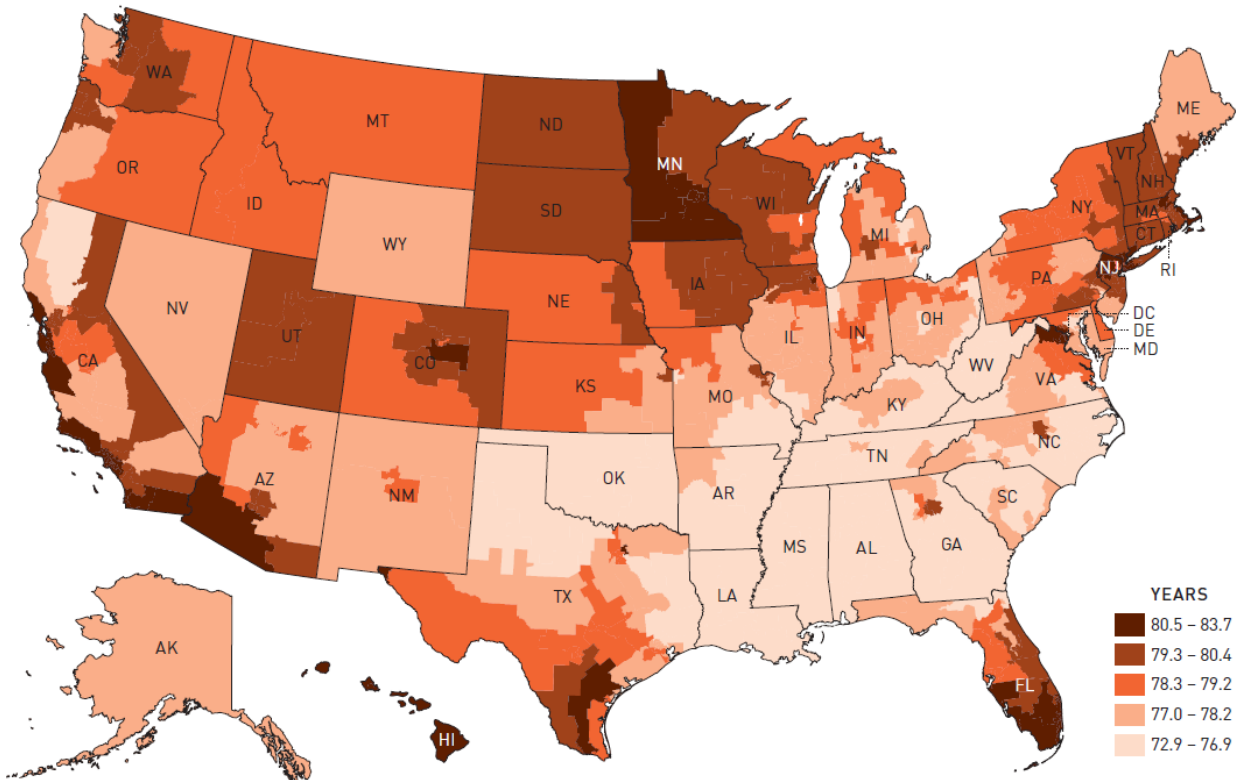 WA
MT
ND
MN
ME
VT
NH
OR
ID
SD
WI
NY
MA
WY
MI
CT
RI
NE
IA
PA
NJ
NV
UT
CO
IL
IN
OH
DC
DE
MD
CA
KS
MO
WV
VA
KY
AZ
NM
OK
AR
TN
NC
SC
MS
AL
GA
TX
LA
AK
FL
HI
YEARS
80.5 – 83.7
79.3 – 80.4
78.3 – 79.2
77.0 – 78.2
72.9 – 76.9